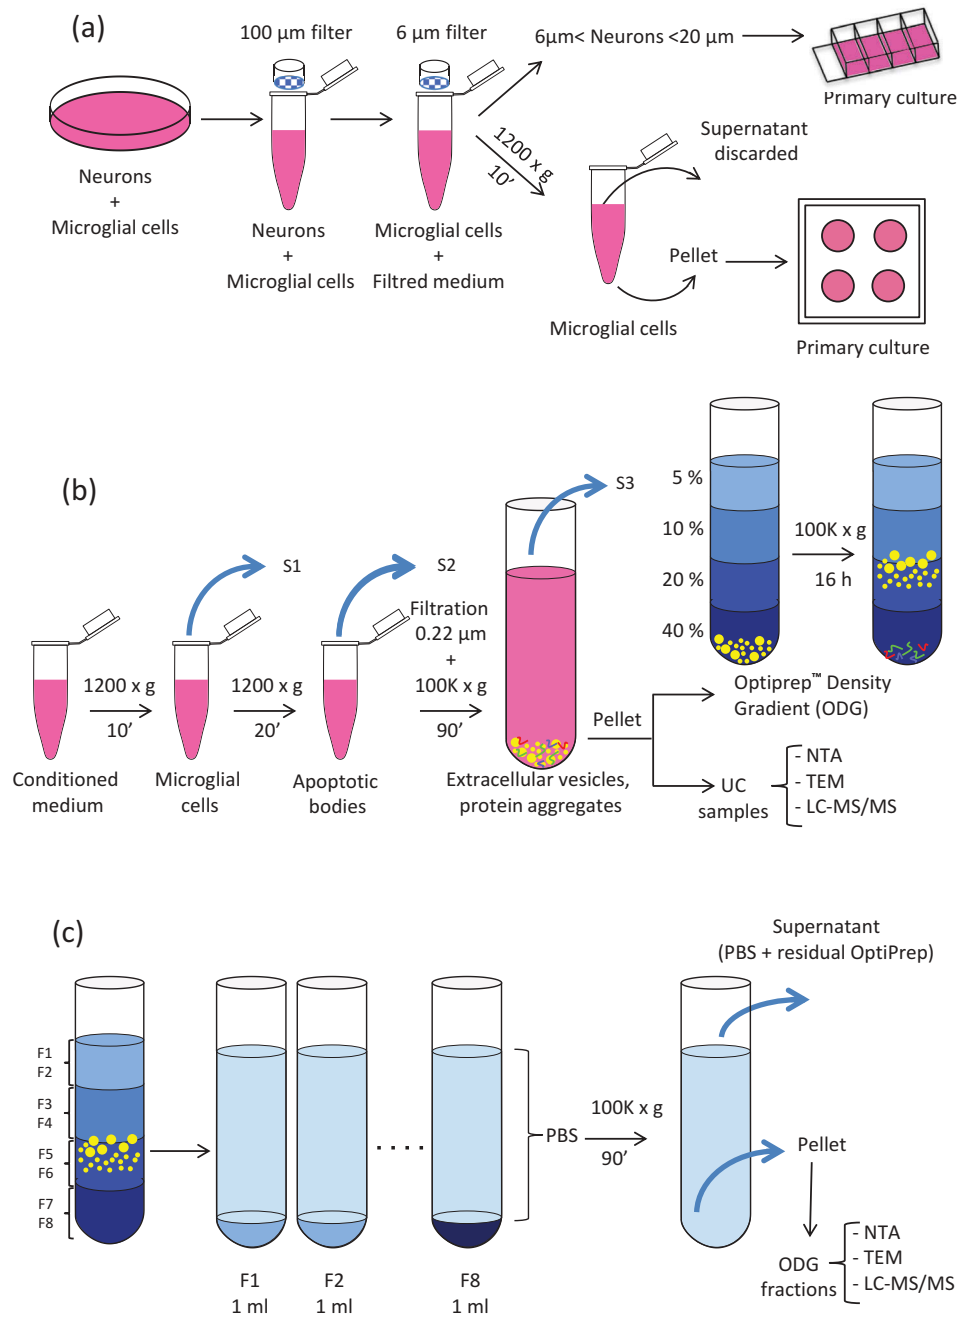 (a)
100 µm filter
6 µm filter
6µm< Neurons <20 µm
Primary culture
1200 x g
10’
Supernatant
discarded
Neurons
+
Microglial cells
Neurons
+
Microglial cells
Microglial cells
+
Filtred medium
Pellet
Microglial cells
Primary culture
(b)
S1
S2
S3
Filtration
0.22 µm
+
100K x g
90’
1200 x g
10’
1200 x g
20’
Conditioned
medium
Microglial
cells
Apoptotic
bodies
Extracellular vesicles,
protein aggregates
Pellet
5 %
10 %
20 %
40 %
100K x g
16 h
Optiprep™ Density
Gradient (ODG)
UC
samples
- NTA
- TEM
- LC-MS/MS
(c)
F1
F2
F3
F4
F5
F6
F7
F8
F1
1 ml
F2
1 ml
.....
F8
1 ml
PBS
100K x g
90’
Supernatant
(PBS + residual OptiPrep)
Pellet
ODG
fractions
- NTA
- TEM
- LC-MS/MS